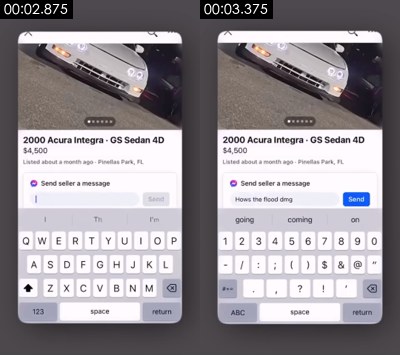 00:02.875
2000 Acura Integra · GS Sedan 4D
$4,500
Listed about a month ago · Pinellas Park, FL
Send seller a message
Send
I
Th
I'm
Q W E R T Y U I O P
A S D F G H J K L
Z X C V B N M
123
space
return
00:03.375
2000 Acura Integra · GS Sedan 4D
$4,500
Listed about a month ago · Pinellas Park, FL
Send seller a message
Hows the flood dmg
Send
going
coming
on
1 2 3 4 5 6 7 8 9 0
- / : ; ( ) $ & @ "
#+=
. , ? ! '
ABC
space
return